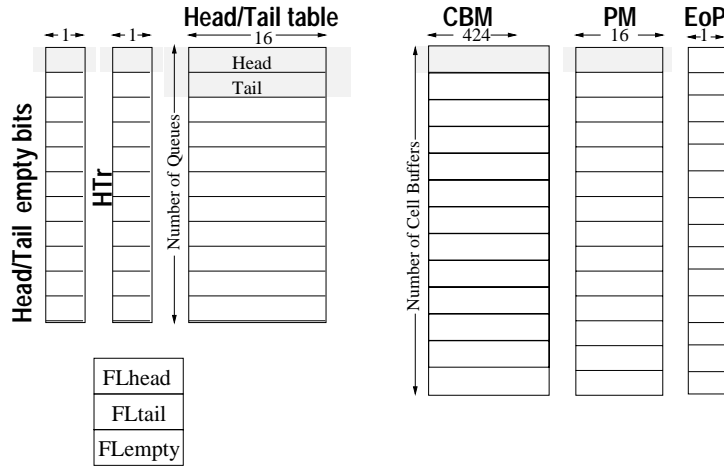 Head/Tail table
CBM
PM
EoP
1
1
16
424
16
1
Head
Tail
Head/Tail empty bits
HTr
Number of Queues
Number of Cell Buffers
FLhead
FLtail
FLempty